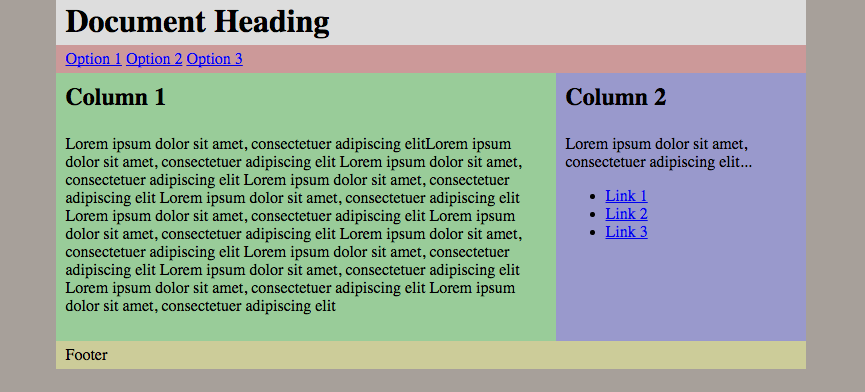 Document Heading
Option 1 Option 2 Option 3
Column 1
Lorem ipsum dolor sit amet, consectetuer adipiscing elitLorem ipsum
dolor sit amet, consectetuer adipiscing elit Lorem ipsum dolor sit amet,
consectetuer adipiscing elit Lorem ipsum dolor sit amet, consectetuer
adipiscing elit Lorem ipsum dolor sit amet, consectetuer adipiscing elit
Lorem ipsum dolor sit amet, consectetuer adipiscing elit Lorem ipsum
dolor sit amet, consectetuer adipiscing elit Lorem ipsum dolor sit amet,
consectetuer adipiscing elit Lorem ipsum dolor sit amet, consectetuer
adipiscing elit Lorem ipsum dolor sit amet, consectetuer adipiscing elit
Lorem ipsum dolor sit amet, consectetuer adipiscing elit Lorem ipsum
dolor sit amet, consectetuer adipiscing elit
Column 2
Lorem ipsum dolor sit amet,
consectetuer adipiscing elit...
• Link 1
• Link 2
• Link 3
Footer